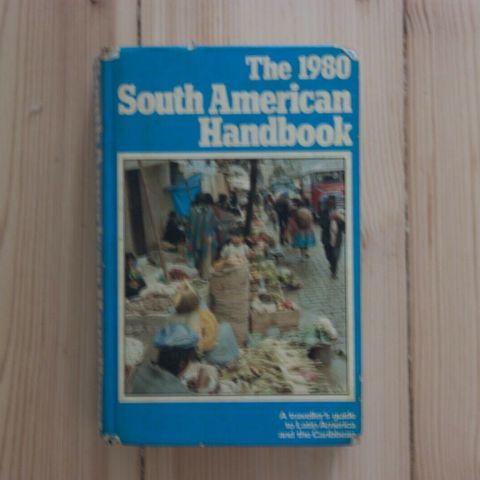 The 1980
South American
Handbook
A traveller's guide
to Latin America
and the Caribbean